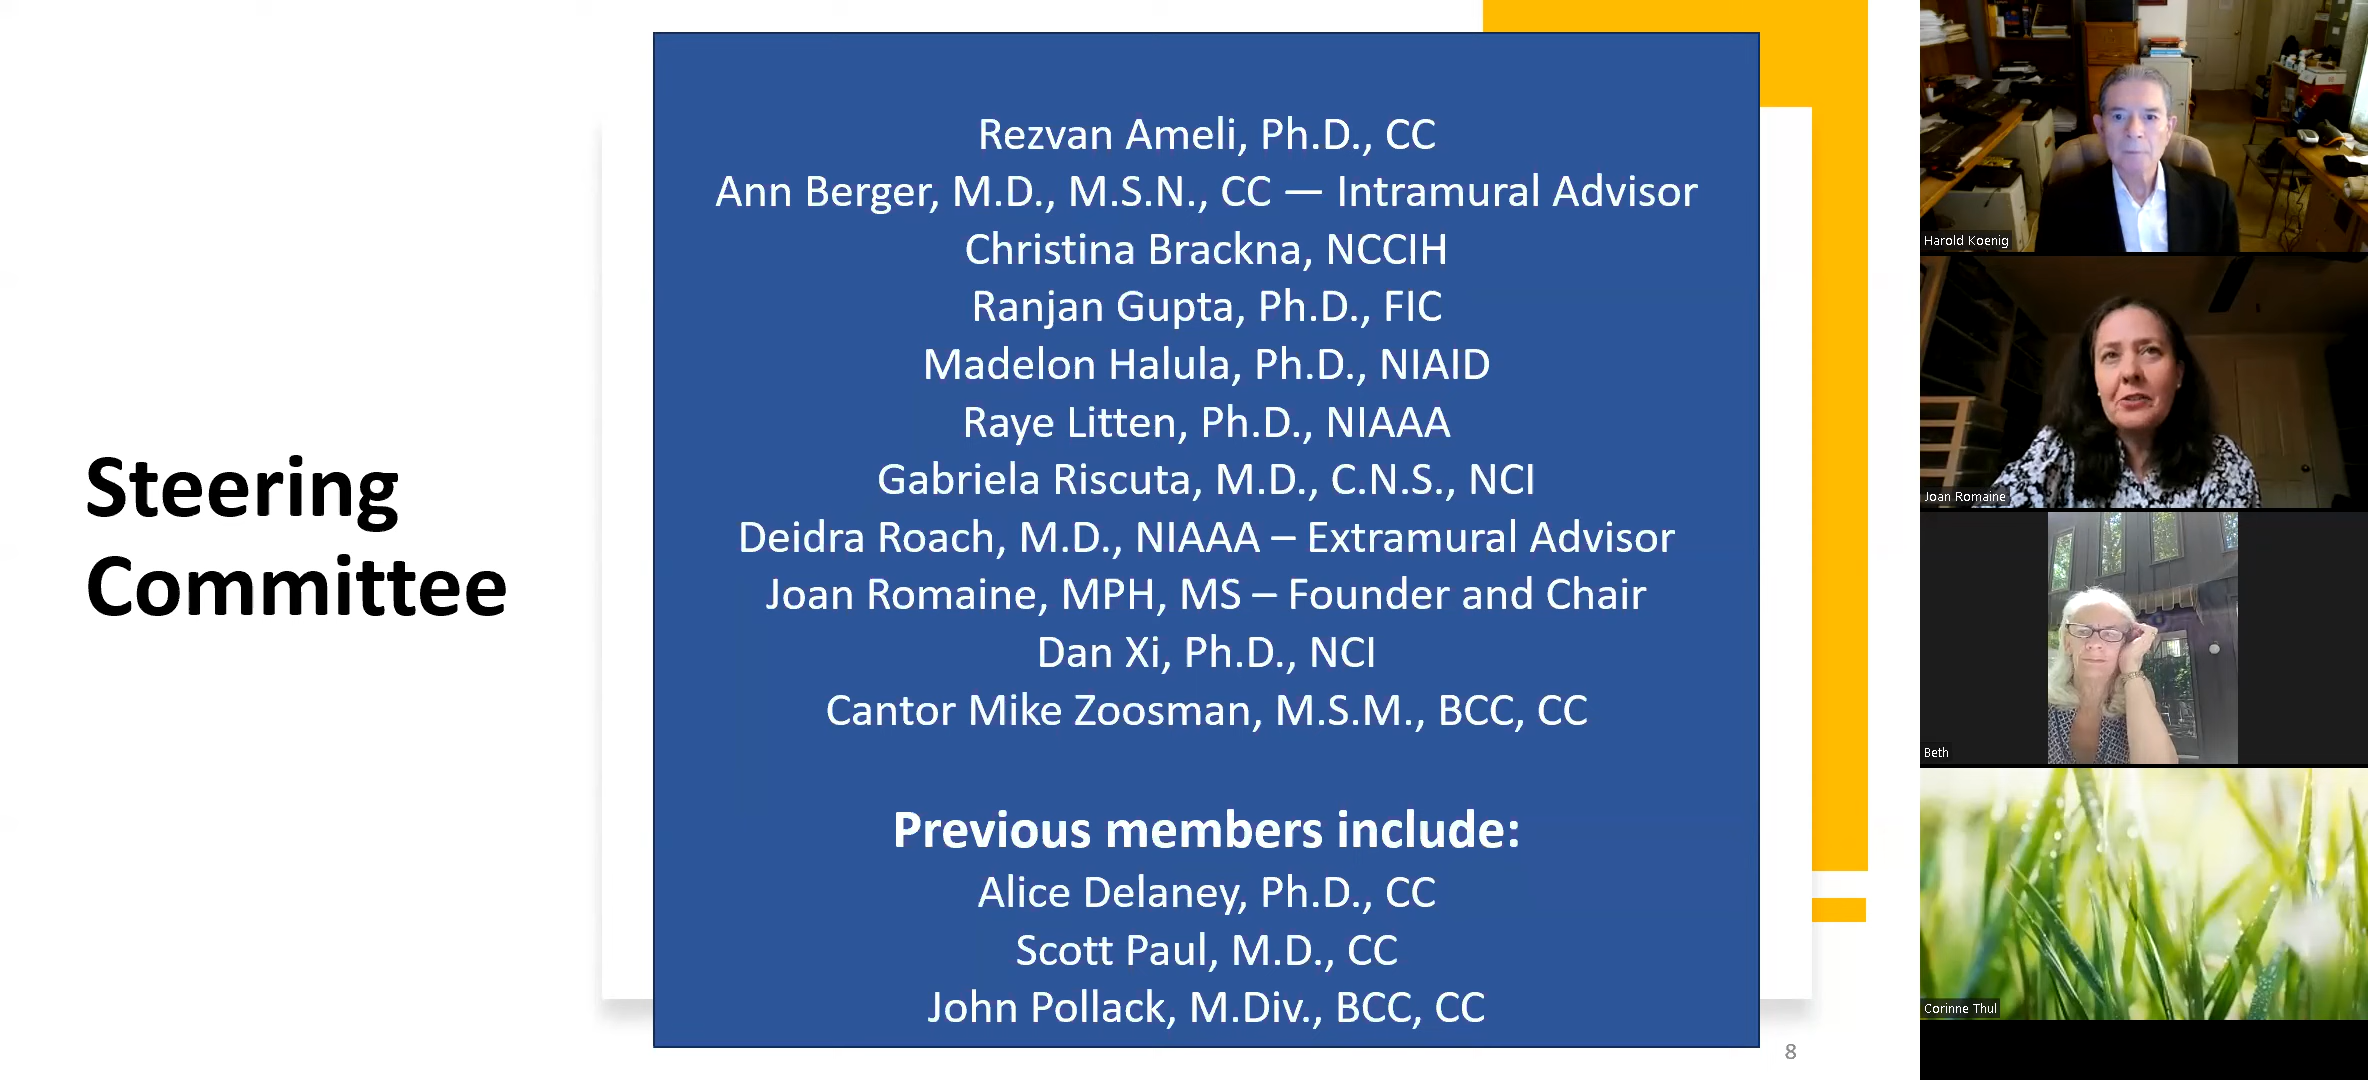 Steering
Committee
Rezvan Ameli, Ph.D., CC
Ann Berger, M.D., M.S.N., CC — Intramural Advisor
Christina Brackna, NCCIH
Ranjan Gupta, Ph.D., FIC
Madelon Halula, Ph.D., NIAID
Raye Litten, Ph.D., NIAAA
Gabriela Riscuta, M.D., C.N.S., NCI
Deidra Roach, M.D., NIAAA – Extramural Advisor
Joan Romaine, MPH, MS – Founder and Chair
Dan Xi, Ph.D., NCI
Cantor Mike Zoosman, M.S.M., BCC, CC
Previous members include:
Alice Delaney, Ph.D., CC
Scott Paul, M.D., CC
John Pollack, M.Div., BCC, CC
8
Harold Koenig
Joan Romaine
Beth
Corinne Thul